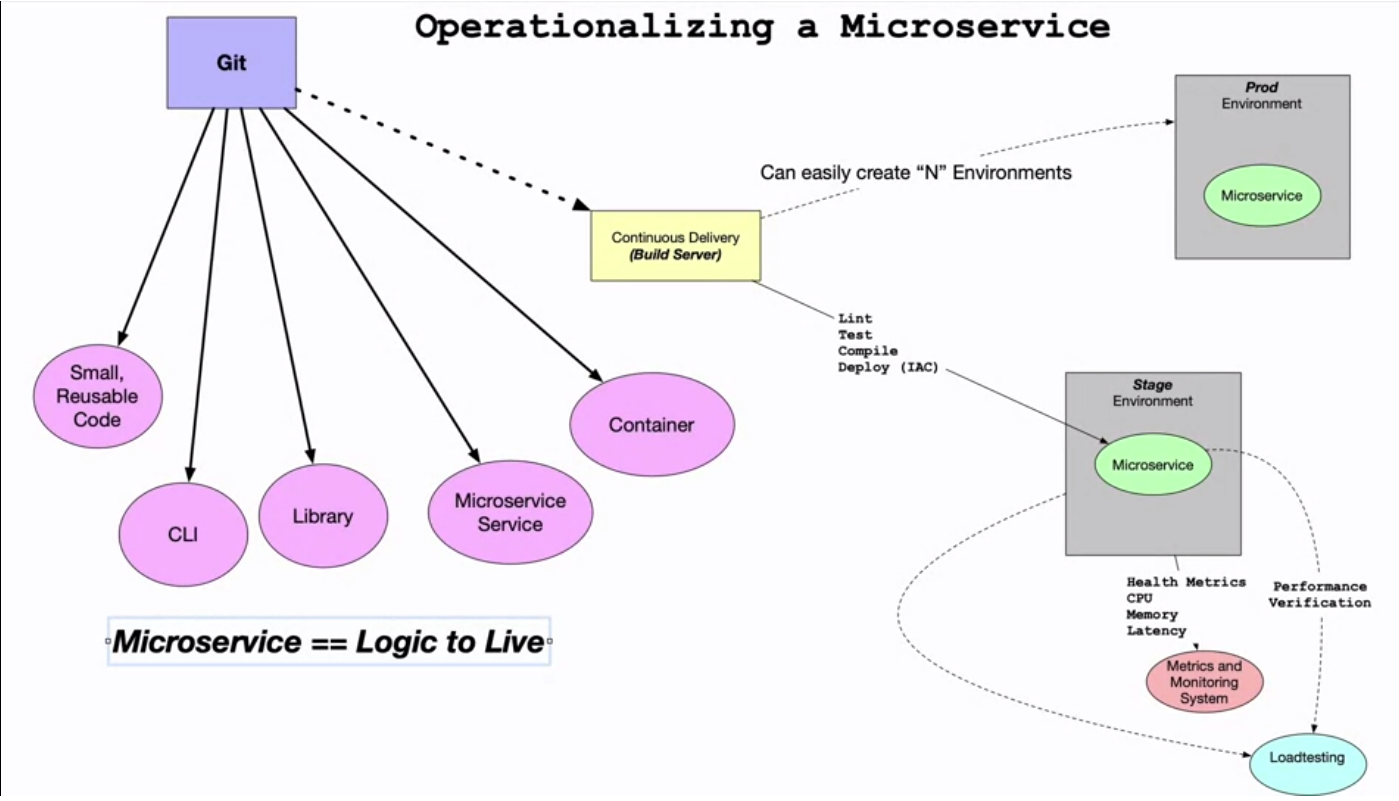 Operationalizing a Microservice
Git
Prod
Environment
Microservice
Can easily create “N” Environments
Continuous Delivery
(Build Server)
Lint
Test
Compile
Deploy (IAC)
Small,
Reusable
Code
CLI
Library
Microservice
Service
Container
Stage
Environment
Microservice
Health Metrics
CPU
Memory
Latency
Performance
Verification
Metrics and
Monitoring
System
Loadtesting
Microservice == Logic to Live